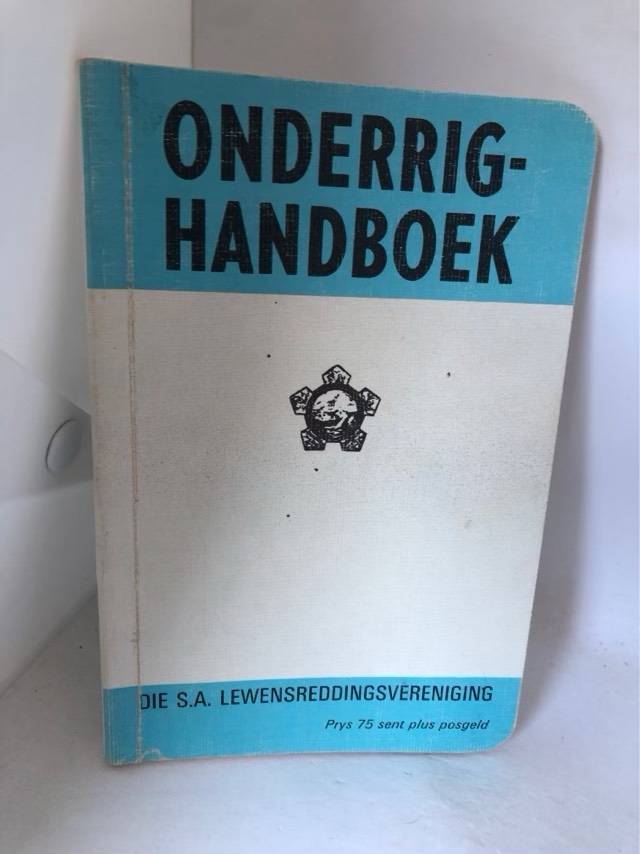 ONDERRIG-
HANDBOEK
DIE S.A. LEWENSREDDINGSVERENIGING
Prys 75 sent plus posgeld